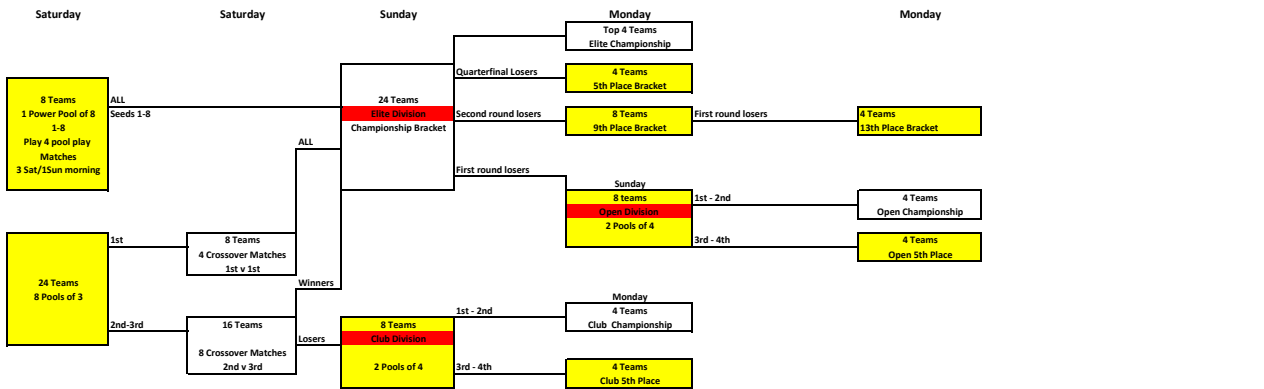 Saturday
Saturday
Sunday
Monday
Monday
Top 4 Teams
Elite Championship
Quarterfinal Losers
4 Teams
5th Place Bracket
8 Teams
1 Power Pool of 8
1-8
Play 4 pool play
Matches
3 Sat/1Sun morning
ALL
Seeds 1-8
24 Teams
Elite Division
Championship Bracket
Second round losers
8 Teams
9th Place Bracket
First round losers
4 Teams
13th Place Bracket
ALL
First round losers
Sunday
8 teams
Open Division
2 Pools of 4
1st - 2nd
4 Teams
Open Championship
3rd - 4th
4 Teams
Open 5th Place
24 Teams
8 Pools of 3
1st
8 Teams
4 Crossover Matches
1st v 1st
Winners
2nd-3rd
16 Teams
8 Crossover Matches
2nd v 3rd
Losers
8 Teams
Club Division
2 Pools of 4
1st - 2nd
Monday
4 Teams
Club Championship
3rd - 4th
4 Teams
Club 5th Place